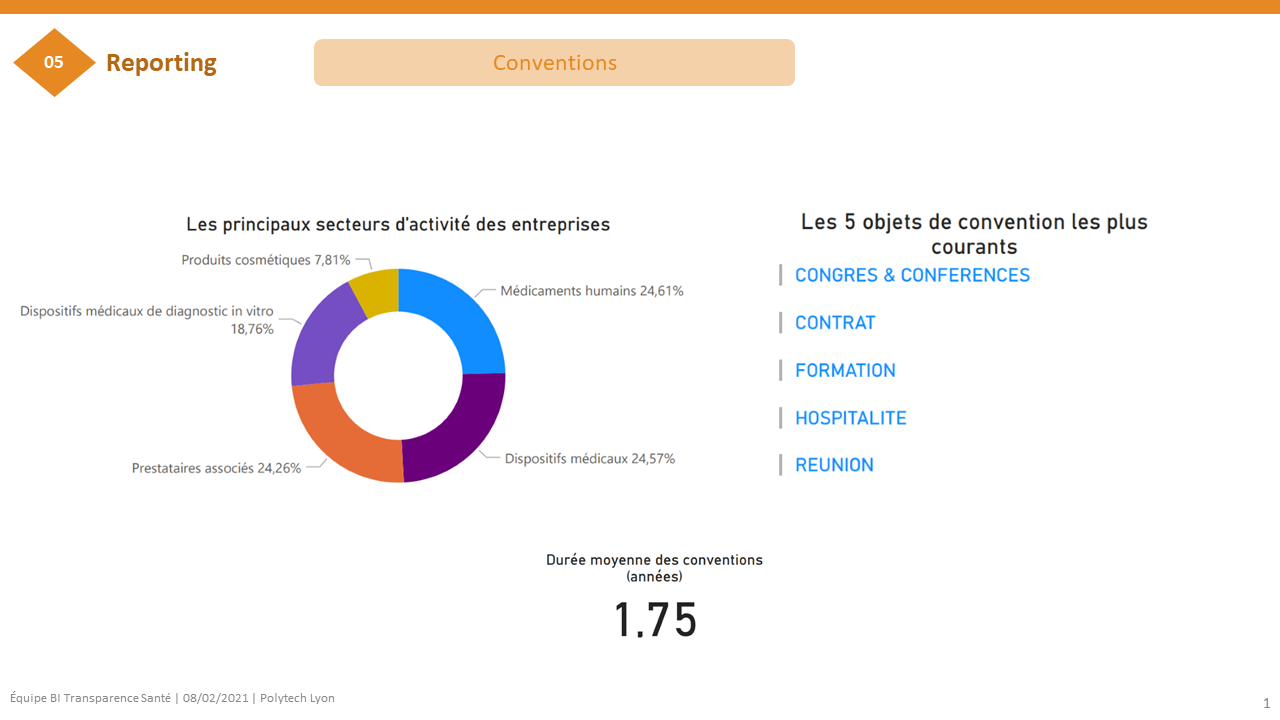 05
Reporting
Conventions
Les principaux secteurs d'activité des entreprises
Produits cosmétiques 7,81%
Médicaments humains 24,61%
Dispositifs médicaux de diagnostic in vitro
18,76%
Prestataires associés 24,26%
Dispositifs médicaux 24,57%
Les 5 objets de convention les plus
courants
CONGRES & CONFERENCES
CONTRAT
FORMATION
HOSPITALITE
REUNION
Durée moyenne des conventions
(années)
1.75
Équipe BI Transparence Santé | 08/02/2021 | Polytech Lyon
1